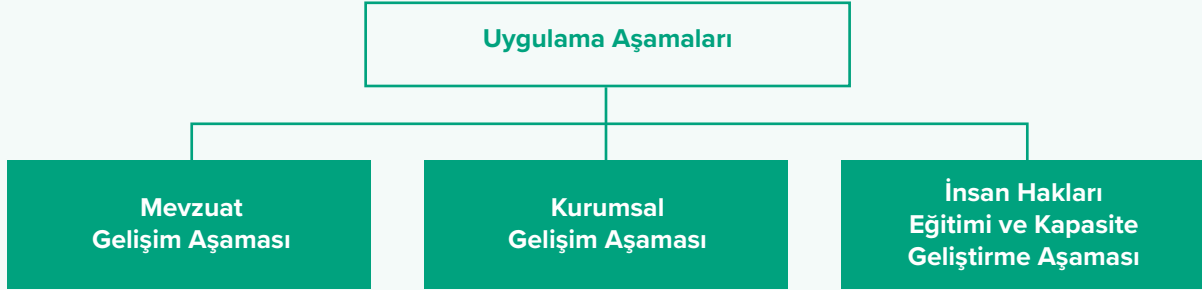 Uygulama Aşamaları
Mevzuat
Gelişim Aşaması
Kurumsal
Gelişim Aşaması
İnsan Hakları
Eğitimi ve Kapasite
Geliştirme Aşaması